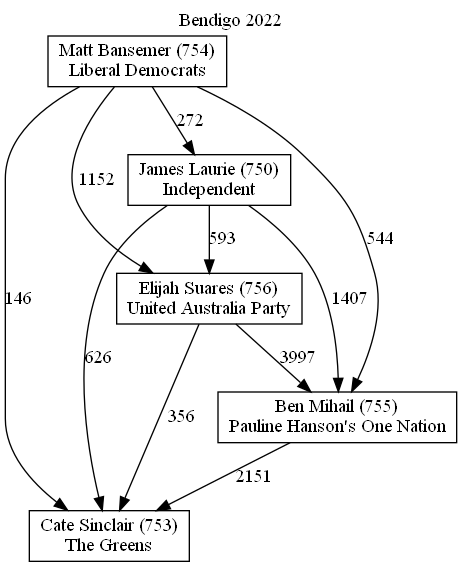 Bendigo 2022
Matt Bansemer (754)
Liberal Democrats
272
James Laurie (750)
Independent
1152
593
544
146
626
1407
Elijah Suares (756)
United Australia Party
356
3997
Ben Mihail (755)
Pauline Hanson's One Nation
2151
Cate Sinclair (753)
The Greens